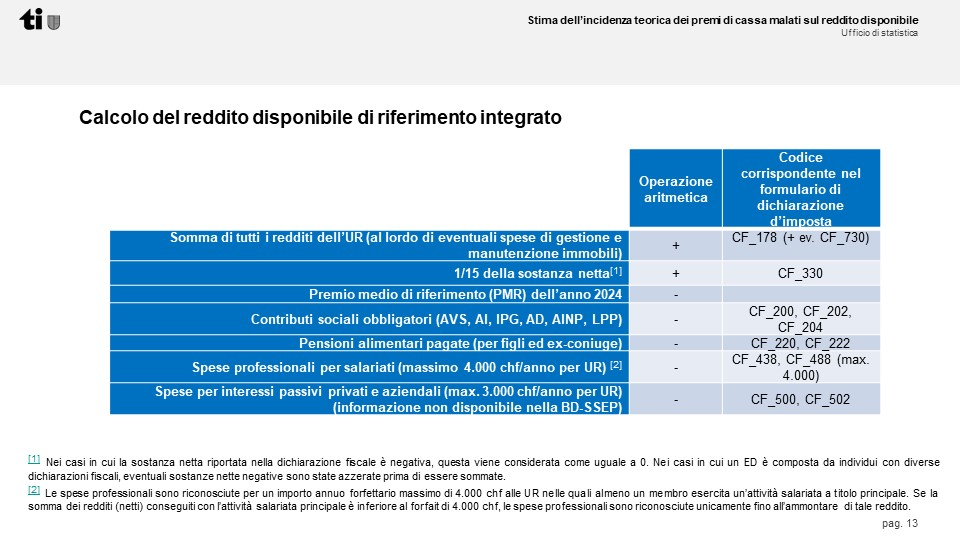 ti
Stima dell'incidenza teorica dei premi di cassa malati sul reddito disponibile
Ufficio di statistica
Calcolo del reddito disponibile di riferimento integrato
Operazione
aritmetica
Codice
corrispondente nel
formulario di
dichiarazione
d'imposta
Somma di tutti i redditi dell'UR (al lordo di eventuali spese di gestione e
manutenzione immobili)
+
CF_178 (+ ev. CF_730)
1/15 della sostanza netta[1]
+
CF_330
Premio medio di riferimento (PMR) dell'anno 2024
-
Contributi sociali obbligatori (AVS, AI, IPG, AD, AINP, LPP)
-
CF_200, CF_202,
CF_204
Pensioni alimentari pagate (per figli ed ex-coniuge)
-
CF_220, CF_222
Spese professionali per salariati (massimo 4.000 chf/anno per UR) [2]
-
CF_438, CF_488 (max.
4.000)
Spese per interessi passivi privati e aziendali (max. 3.000 chf/anno per UR)
(informazione non disponibile nella BD-SSEP)
-
CF_500, CF_502
[1] Nei casi in cui la sostanza netta riportata nella dichiarazione fiscale è negativa, questa viene considerata come uguale a 0. Nei casi in cui un ED è composta da individui con diverse
dichiarazioni fiscali, eventuali sostanze nette negative sono state azzerate prima di essere sommate.
[2] Le spese professionali sono riconosciute per un importo annuo forfettario massimo di 4.000 chf alle UR nelle quali almeno un membro esercita un'attività salariata a titolo principale. Se la
somma dei redditi (netti) conseguiti con l'attività salariata principale è inferiore al forfait di 4.000 chf, le spese professionali sono riconosciute unicamente fino all'ammontare di tale reddito.
pag. 13